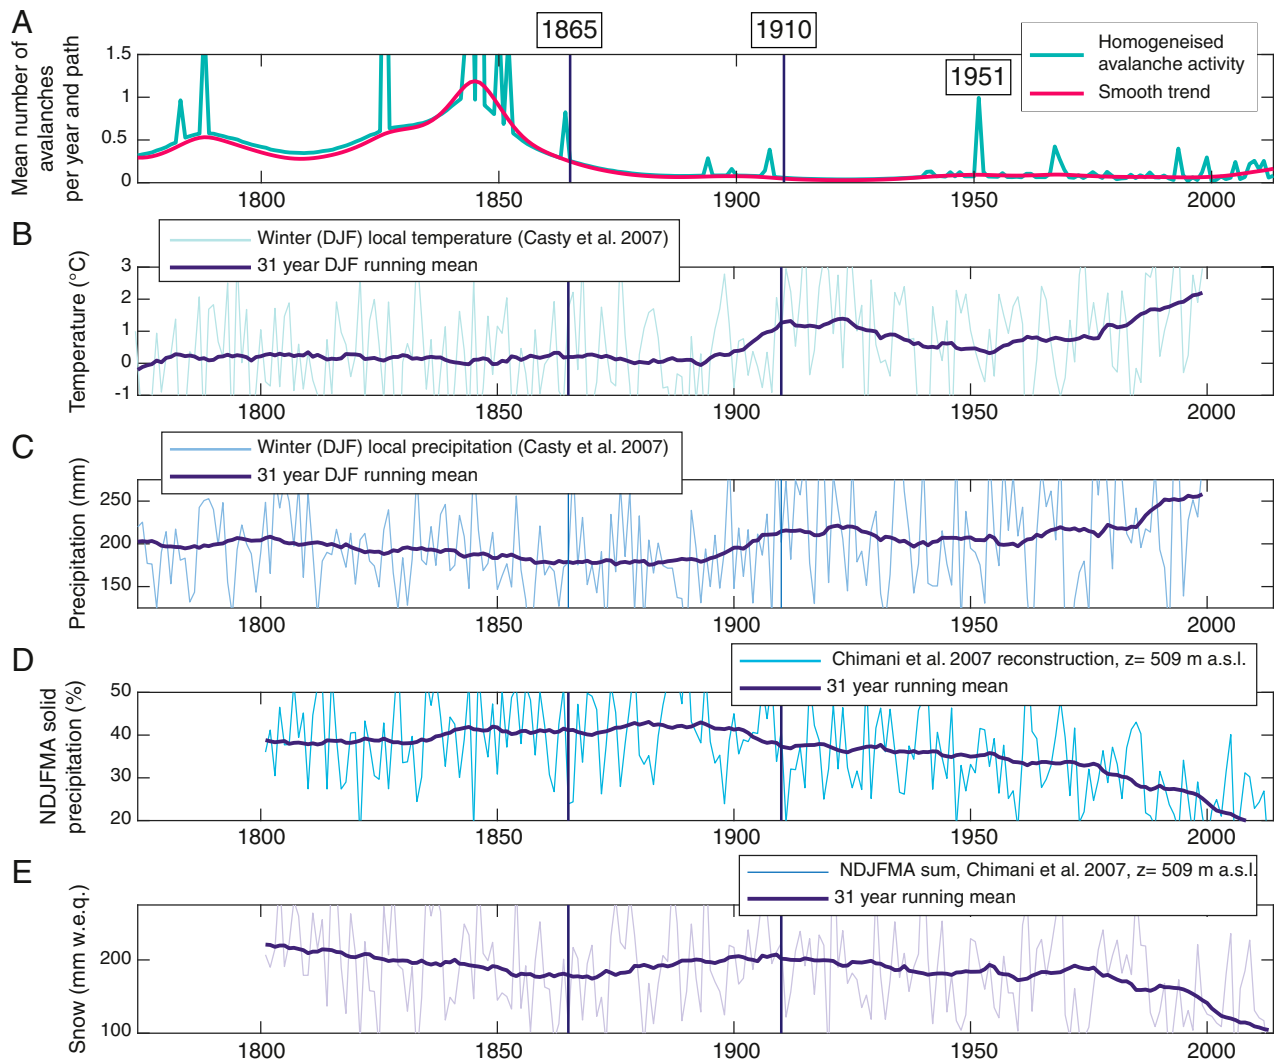 A
1865
1910
Homogeneised
avalanche activity
Smooth trend
1951
Mean number of
avalanches
per year and path
1.5
1
0.5
0
1800
1850
1900
1950
2000
B
Winter (DJF) local temperature (Casty et al. 2007)
31 year DJF running mean
Temperature (°C)
3
2
1
0
-1
1800
1850
1900
1950
2000
C
Winter (DJF) local precipitation (Casty et al. 2007)
31 year DJF running mean
Precipitation (mm)
250
200
150
1800
1850
1900
1950
2000
D
Chimani et al. 2007 reconstruction, z= 509 m a.s.l.
31 year running mean
NDJFMA solid
precipitation (%)
50
40
30
20
1800
1850
1900
1950
2000
E
NDJFMA sum, Chimani et al. 2007, z= 509 m a.s.l.
31 year running mean
Snow (mm w.e.q.)
200
100
1800
1850
1900
1950
2000